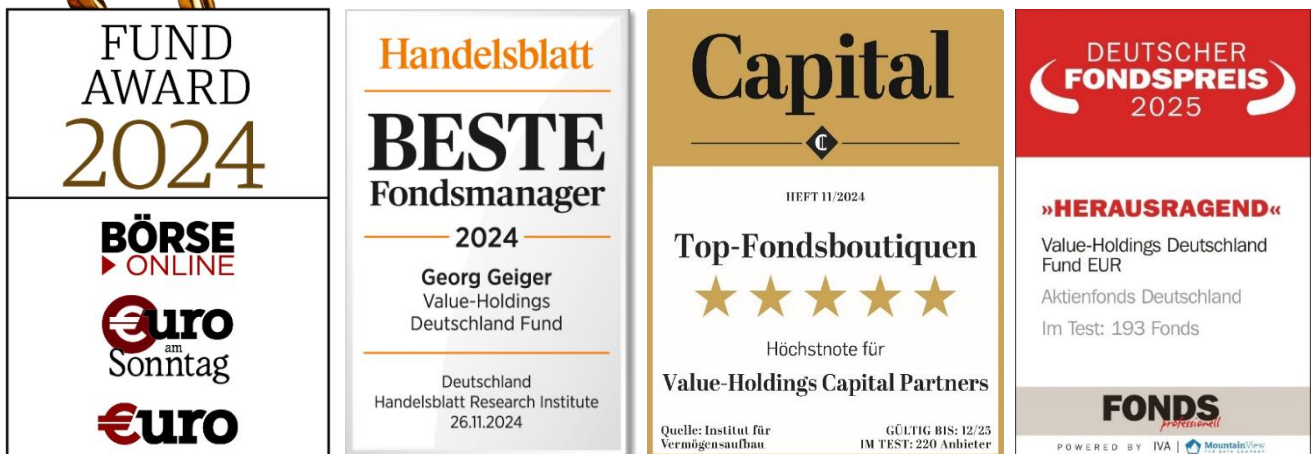 FUND
AWARD
2024
BÖRSE
ONLINE
€uro
am
Sonntag
€uro
Handelsblatt
BESTE
Fondsmanager
2024
Georg Geiger
Value-Holdings
Deutschland Fund
Deutschland
Handelsblatt Research Institute
26.11.2024
Capital
HEFT 11/2024
Top-Fondsboutiquen
Höchstnote für
Value-Holdings Capital Partners
Quelle: Institut für
Vermögensaufbau
GÜLTIG BIS: 12/25
IM TEST: 220 Anbieter
DEUTSCHER
FONDSPREIS
2025
»HERAUSRAGEND«
Value-Holdings Deutschland
Fund EUR
Aktienfonds Deutschland
Im Test: 193 Fonds
FONDS
professionell
POWERED BY IVA | MountainView
THE DATA COMPANY